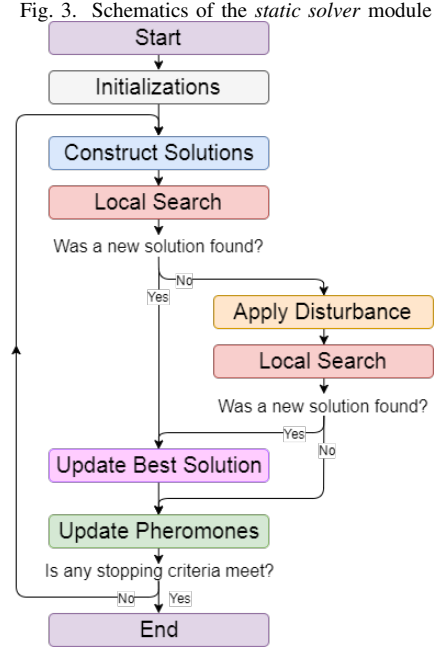 Fig. 3. Schematics of the static solver module
Start
Initializations
Construct Solutions
Local Search
Was a new solution found?
No
Yes
Apply Disturbance
Local Search
Was a new solution found?
Yes
No
Update Best Solution
Update Pheromones
Is any stopping criteria meet?
No
Yes
End